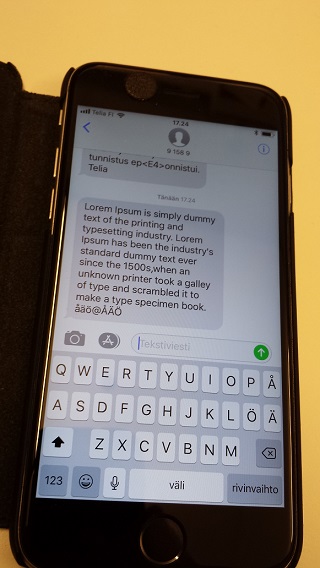 Telia FI
17.24
9 158 9
tunnistus ep<E4>onnistui.
Telia
Tänään 17.24
Lorem Ipsum is simply dummy
text of the printing and
typesetting industry. Lorem
Ipsum has been the industry's
standard dummy text ever
since the 1500s,when an
unknown printer took a galley
of type and scrambled it to
make a type specimen book.
åäö@ÅÄÖ
Tekstiviesti
Q W E R T Y U I O P Å
A S D F G H J K L Ö Ä
Z X C V B N M
123 väli rivinvaihto